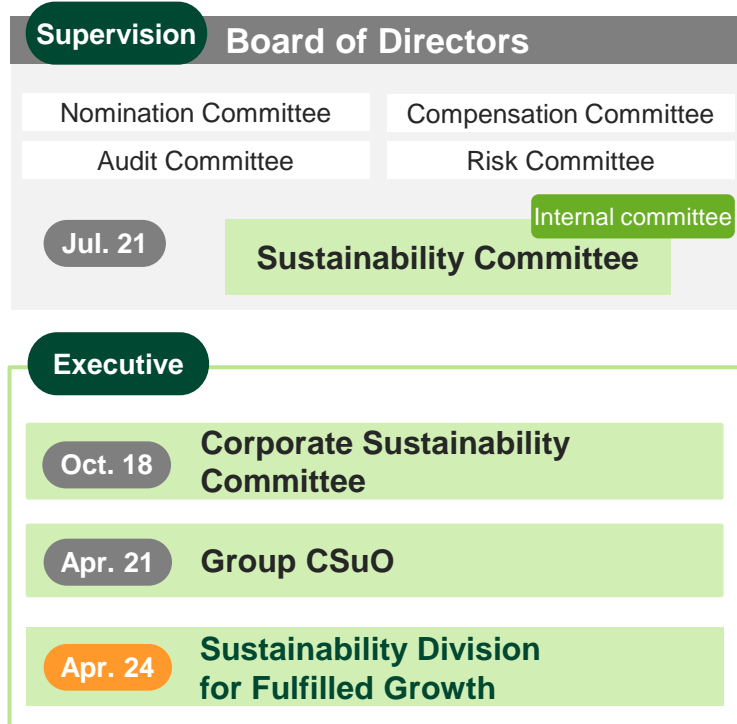 Supervision
Board of Directors
Nomination Committee
Compensation Committee
Audit Committee
Risk Committee
Internal committee
Jul. 21
Sustainability Committee
Executive
Oct. 18
Corporate Sustainability
Committee
Apr. 21
Group CSuO
Apr. 24
Sustainability Division
for Fulfilled Growth